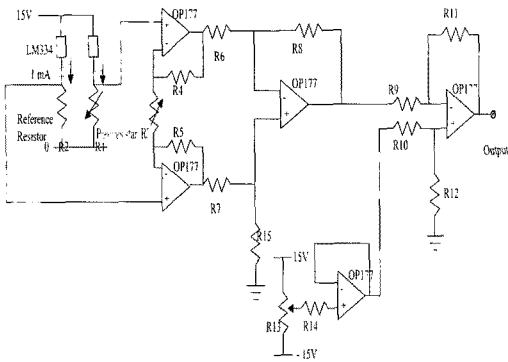 15V
LM334
1 mA
Reference
Resistor
0
R2
R1
OP177
R6
R4
R5
OP177
R7
R8
OP177
R15
R9
R10
R11
OP177
Output
R12
15V
OP177
R13
R14
- 15V